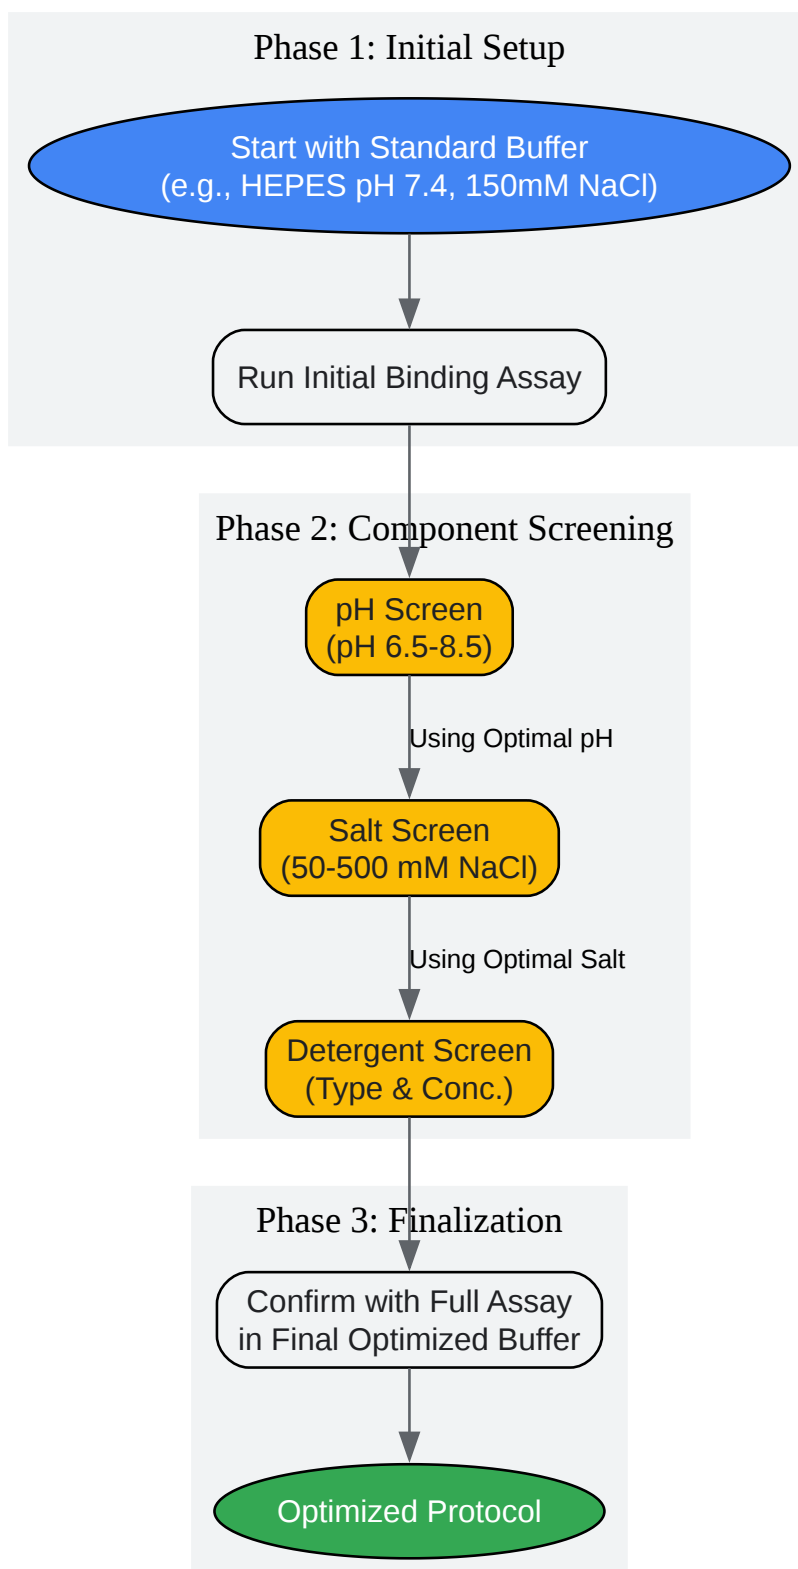 Phase 1: Initial Setup
Start with Standard Buffer
(e.g., HEPES pH 7.4, 150mM NaCl)
Run Initial Binding Assay
Phase 2: Component Screening
pH Screen
(pH 6.5-8.5)
Using Optimal pH
Salt Screen
(50-500 mM NaCl)
Using Optimal Salt
Detergent Screen
(Type & Conc.)
Phase 3: Finalization
Confirm with Full Assay
in Final Optimized Buffer
Optimized Protocol